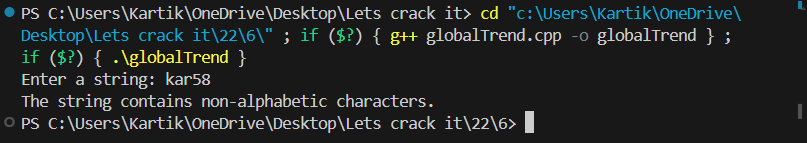 PS C:\Users\Kartik\OneDrive\Desktop\Lets crack it> cd "c:\Users\Kartik\OneDrive\
Desktop\Lets crack it\22\6\" ; if ($?) { g++ globalTrend.cpp -o globalTrend } ;
if ($?) { .\globalTrend }
Enter a string: kar58
The string contains non-alphabetic characters.
PS C:\Users\Kartik\OneDrive\Desktop\Lets crack it\22\6>